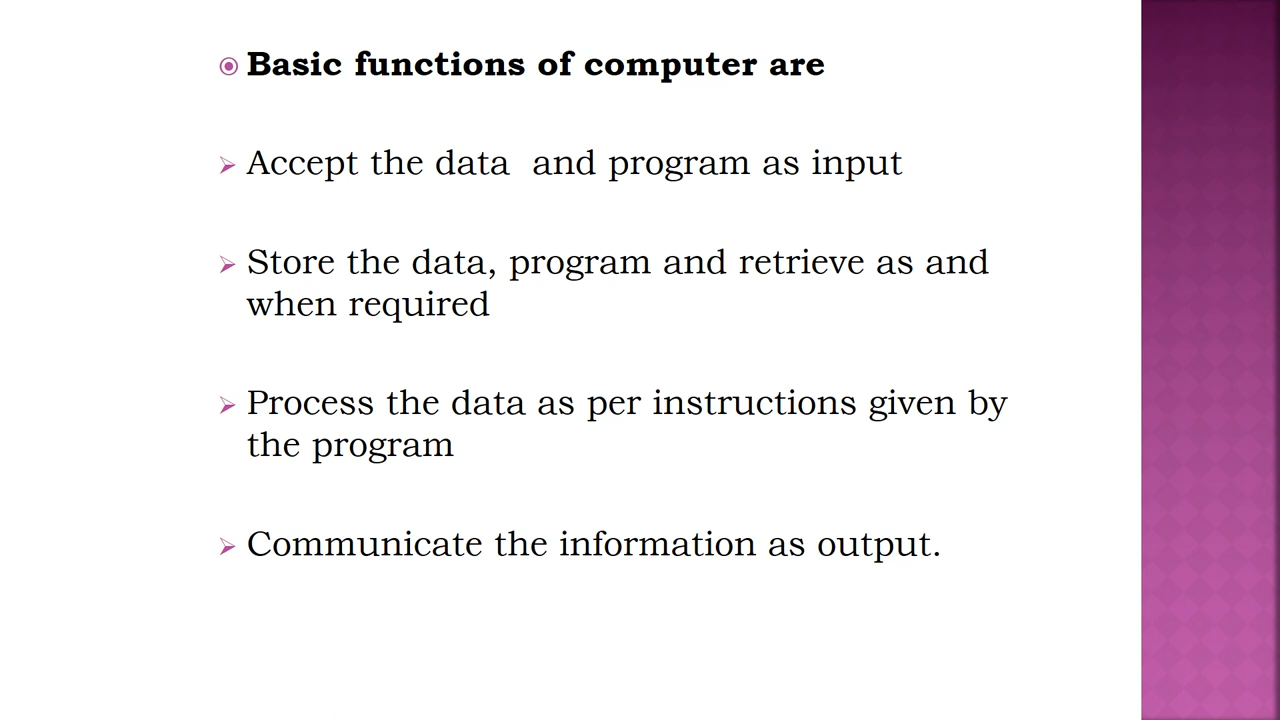 Basic functions of computer are
Accept the data  and program as input
Store the data, program and retrieve as and
when required
Process the data as per instructions given by
the program
Communicate the information as output.